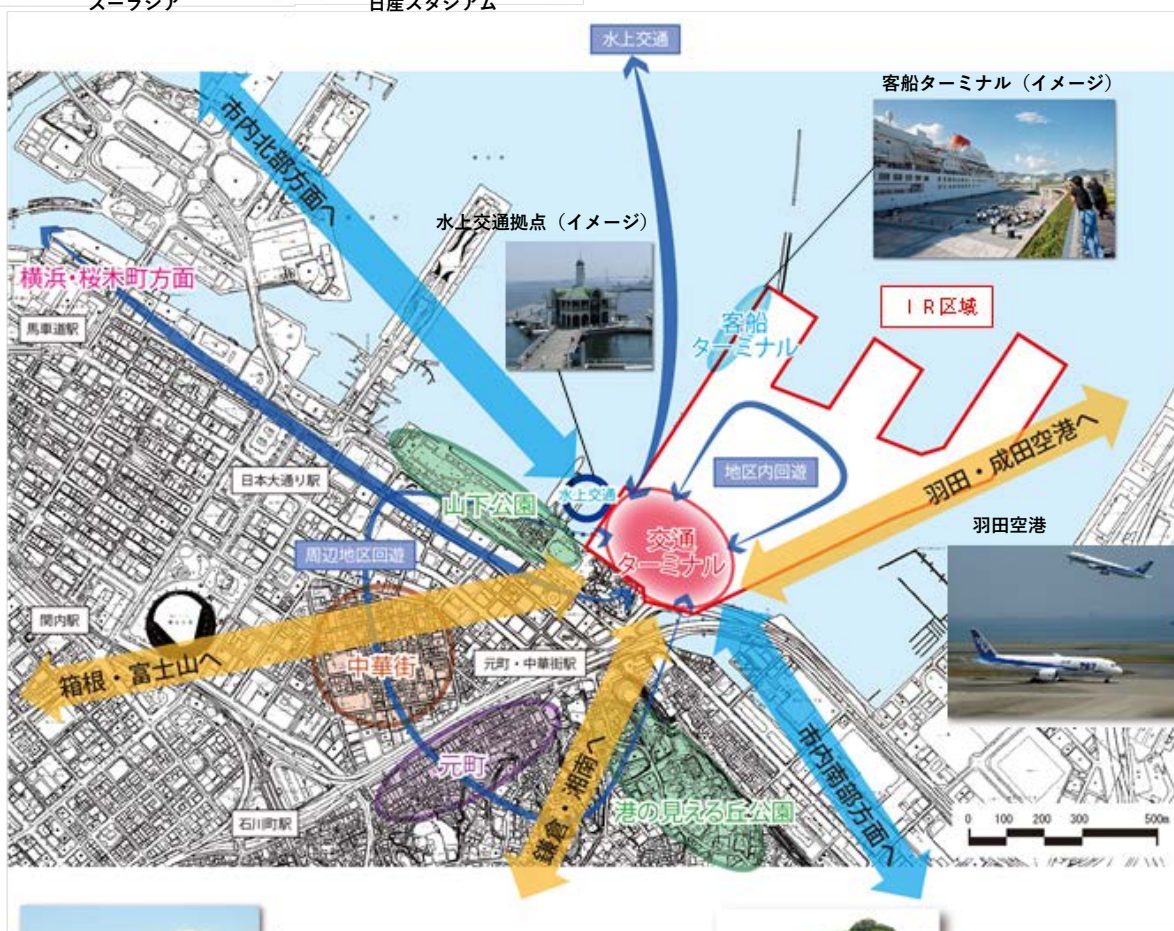 ズーラシア
日産スタジアム
水上交通
客船ターミナル（イメージ）
市内北部方面へ
水上交通拠点（イメージ）
横浜・桜木町方面
馬車道駅
客船
ターミナル
ＩＲ区域
羽田・成田空港へ
日本大通り駅
地区内回遊
山下公園
水上交通
羽田空港
交通
ターミナル
周辺地区回遊
関内駅
箱根・富士山へ
中華街
元町・中華街駅
元町
鎌倉・湘南へ
市内南部方面へ
港の見える丘公園
石川町駅
0 100 200 300 500m